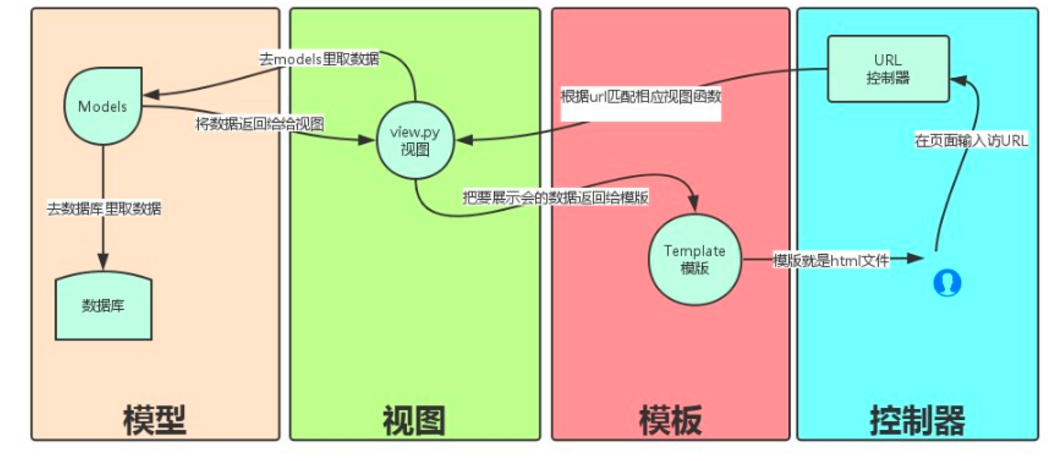 去models里取数据
Models
将数据返回给给视图
去数据库里取数据
数据库
模型
view.py
视图
视图
根据url匹配相应视图函数
把要展示会的数据返回给模版
Template
模版
模板
URL
控制器
在页面输入访URL
模版就是html文件
控制器